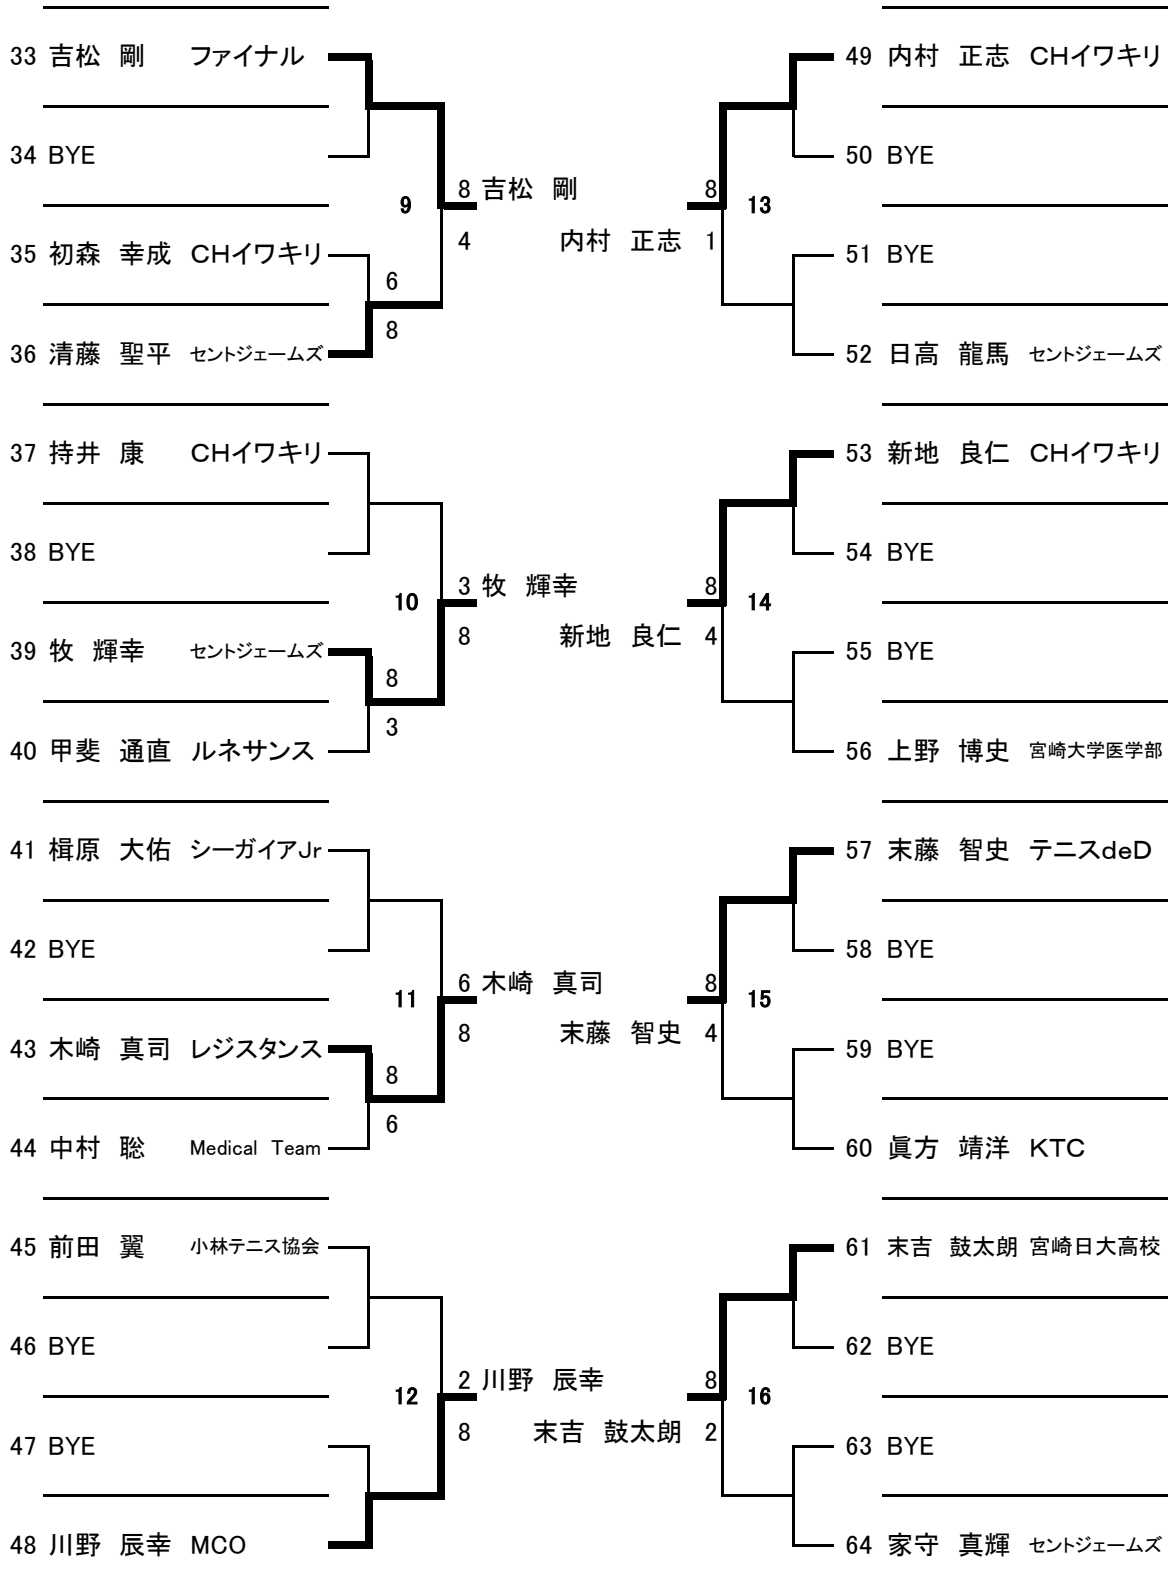 33 吉松 剛 ファイナル
34 BYE
9
8 吉松 剛
4
35 初森 幸成 CHイワキリ
6
8
36 清藤 聖平 セントジェームズ
37 持井 康 CHイワキリ
38 BYE
10
3 牧 輝幸
8
39 牧 輝幸 セントジェームズ
8
3
40 甲斐 通直 ルネサンス
41 楫原 大佑 シーガイアJr
42 BYE
11
6 木崎 真司
8
43 木崎 真司 レジスタンス
8
6
44 中村 聡 Medical Team
45 前田 翼 小林テニス協会
46 BYE
12
2 川野 辰幸
8
47 BYE
48 川野 辰幸 MCO
49 内村 正志 CHイワキリ
50 BYE
8
13
内村 正志 1
51 BYE
52 日高 龍馬 セントジェームズ
53 新地 良仁 CHイワキリ
54 BYE
8
14
新地 良仁 4
55 BYE
56 上野 博史 宮崎大学医学部
57 末藤 智史 テニスdeD
58 BYE
8
15
末藤 智史 4
59 BYE
60 眞方 靖洋 KTC
61 末吉 鼓太朗 宮崎日大高校
62 BYE
8
16
末吉 鼓太朗 2
63 BYE
64 家守 真輝 セントジェームズ